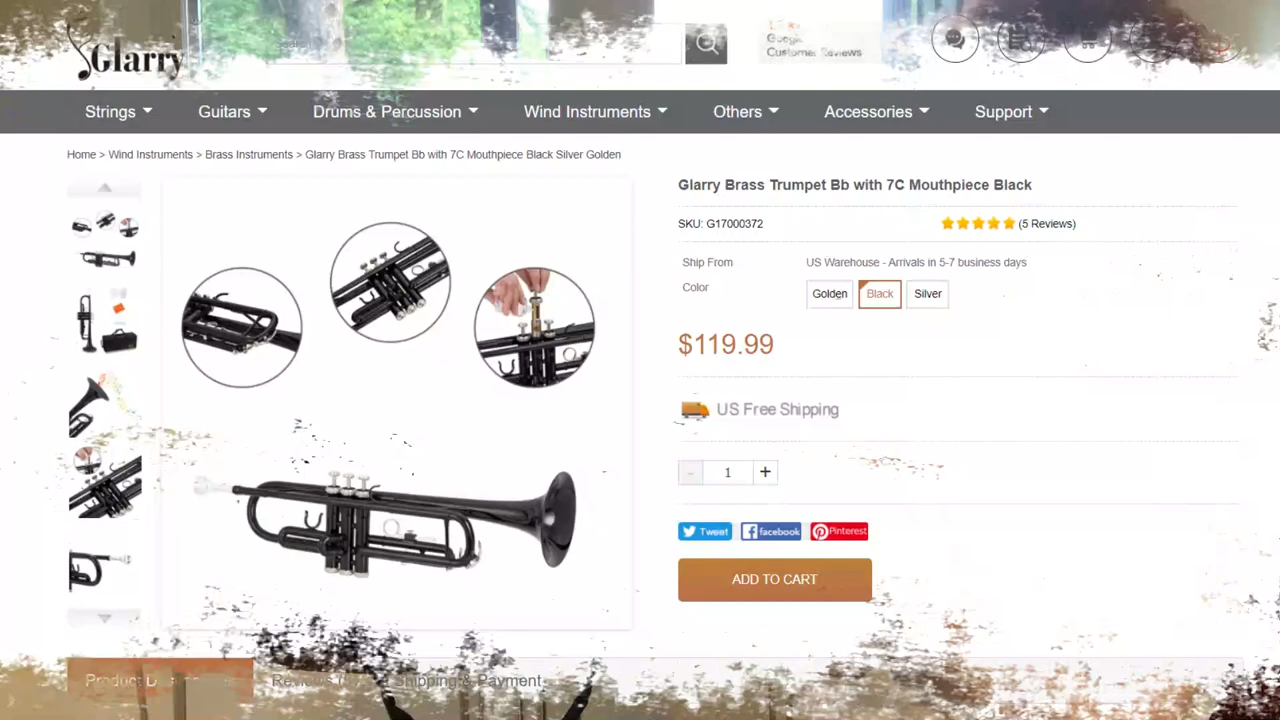 Glarry
Customer Reviews
Strings
Guitars
Drums & Percussion
Wind Instruments
Others
Accessories
Support
Home > Wind Instruments > Brass Instruments > Glarry Brass Trumpet Bb with 7C Mouthpiece Black Silver Golden
Glarry Brass Trumpet Bb with 7C Mouthpiece Black
SKU: G17000372
(5 Reviews)
Ship From
US Warehouse - Arrivals in 5-7 business days
Color
Golden
Black
Silver
$119.99
US Free Shipping
-
1
+
Tweet
facebook
Pinterest
ADD TO CART
Product
Shipping & Payment